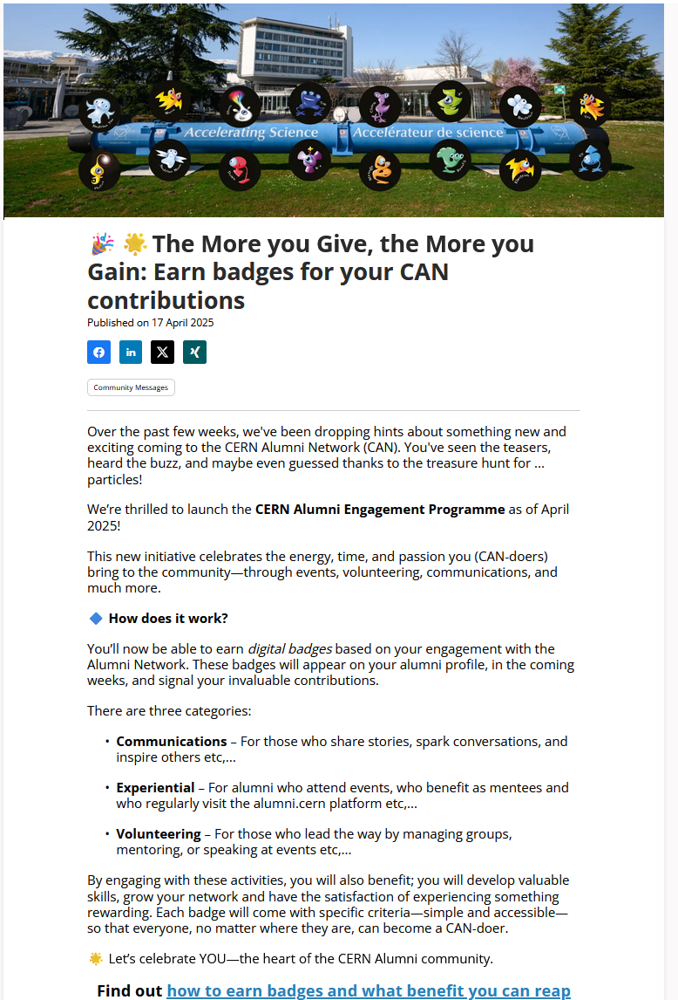 Accelerating Science
Accélérateur de science
🎉 🌟 The More you Give, the More you
Gain: Earn badges for your CAN
contributions
Published on 17 April 2025
Community Messages
Over the past few weeks, we've been dropping hints about something new and
exciting coming to the CERN Alumni Network (CAN). You've seen the teasers,
heard the buzz, and maybe even guessed thanks to the treasure hunt for ...
particles!
We’re thrilled to launch the CERN Alumni Engagement Programme as of April
2025!
This new initiative celebrates the energy, time, and passion you (CAN-doers)
bring to the community—through events, volunteering, communications, and
much more.
🔷 How does it work?
You’ll now be able to earn digital badges based on your engagement with the
Alumni Network. These badges will appear on your alumni profile, in the coming
weeks, and signal your invaluable contributions.
There are three categories:
• Communications – For those who share stories, spark conversations, and
inspire others etc,...
• Experiential – For alumni who attend events, who benefit as mentees and
who regularly visit the alumni.cern platform etc,...
• Volunteering – For those who lead the way by managing groups,
mentoring, or speaking at events etc,...
By engaging with these activities, you will also benefit; you will develop valuable
skills, grow your network and have the satisfaction of experiencing something
rewarding. Each badge will come with specific criteria—simple and accessible—
so that everyone, no matter where they are, can become a CAN-doer.
🌟 Let’s celebrate YOU—the heart of the CERN Alumni community.
Find out how to earn badges and what benefit you can reap